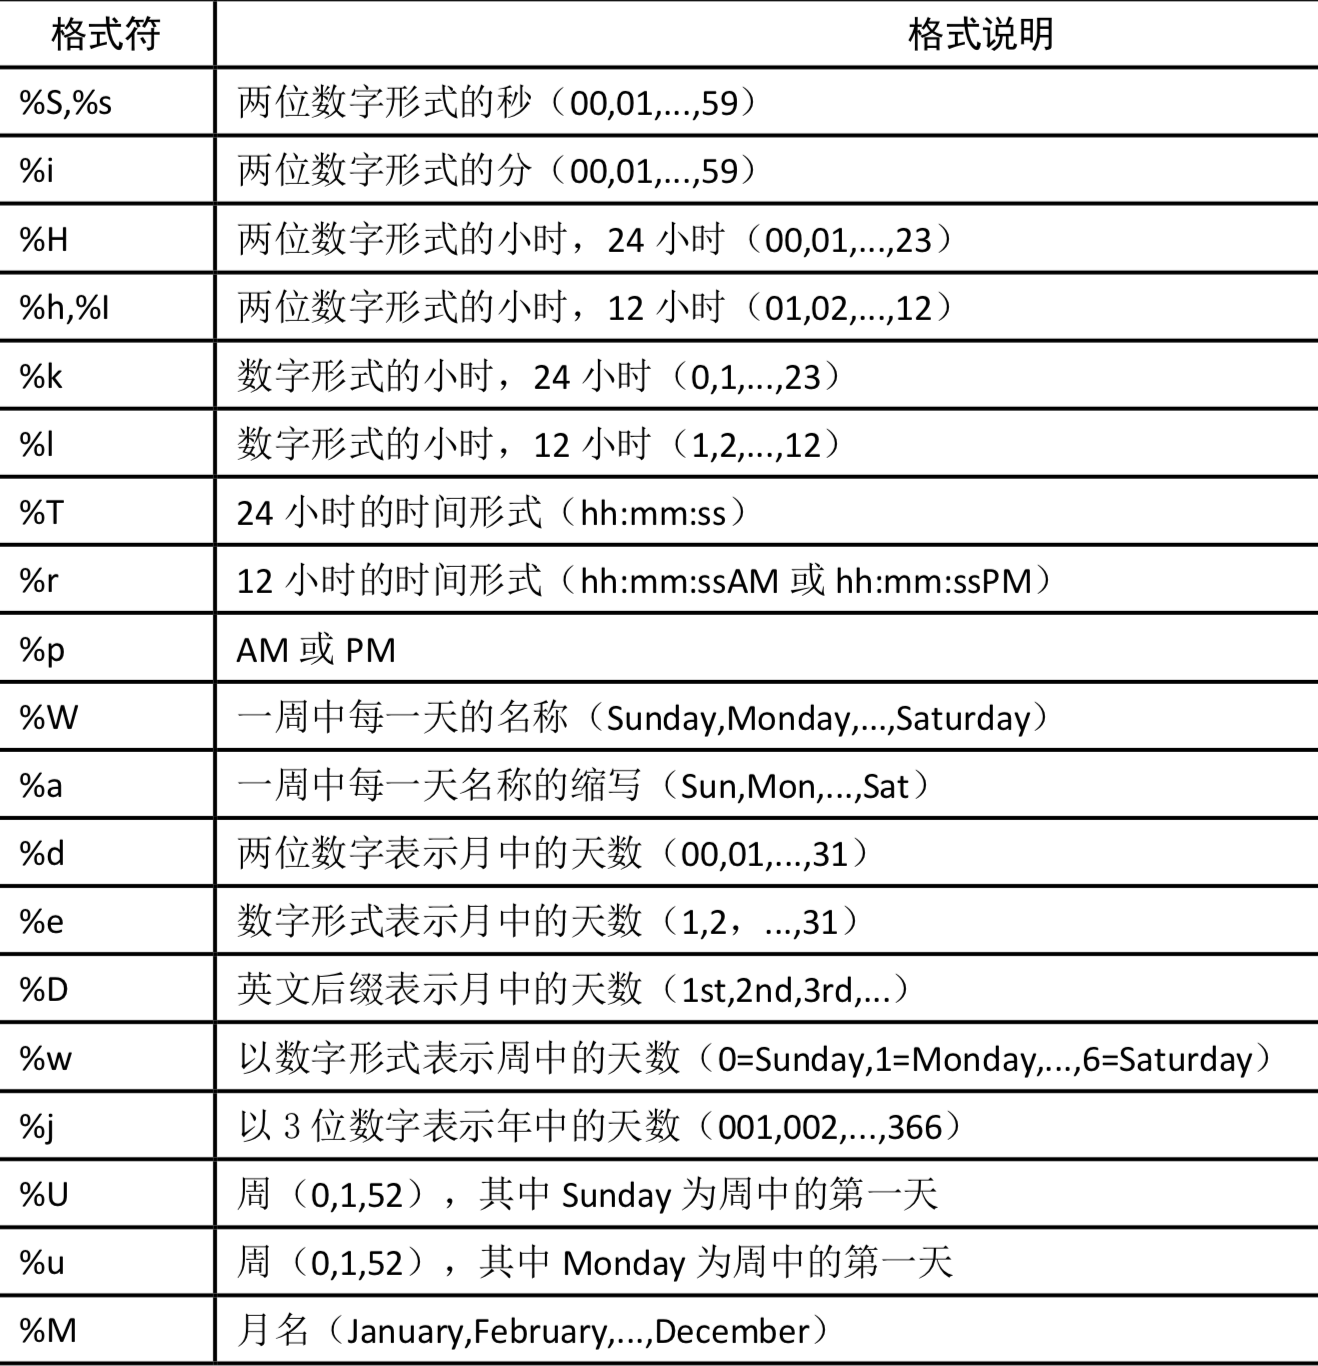 格式符 格式说明
%S,%s 两位数字形式的秒（00,01,...,59）
%i 两位数字形式的分（00,01,...,59）
%H 两位数字形式的小时，24 小时（00,01,...,23）
%h,%I 两位数字形式的小时，12 小时（01,02,...,12）
%k 数字形式的小时，24 小时（0,1,...,23）
%l 数字形式的小时，12 小时（1,2,...,12）
%T 24 小时的时间形式（hh:mm:ss）
%r 12 小时的时间形式（hh:mm:ssAM 或 hh:mm:ssPM）
%p AM 或 PM
%W 一周中每一天的名称（Sunday,Monday,...,Saturday）
%a 一周中每一天名称的缩写（Sun,Mon,...,Sat）
%d 两位数字表示月中的天数（00,01,...,31）
%e 数字形式表示月中的天数（1,2，...,31）
%D 英文后缀表示月中的天数（1st,2nd,3rd,...）
%w 以数字形式表示周中的天数（0=Sunday,1=Monday,...,6=Saturday）
%j 以 3 位数字表示年中的天数（001,002,...,366）
%U 周（0,1,52），其中 Sunday 为周中的第一天
%u 周（0,1,52），其中 Monday 为周中的第一天
%M 月名（January,February,...,December）